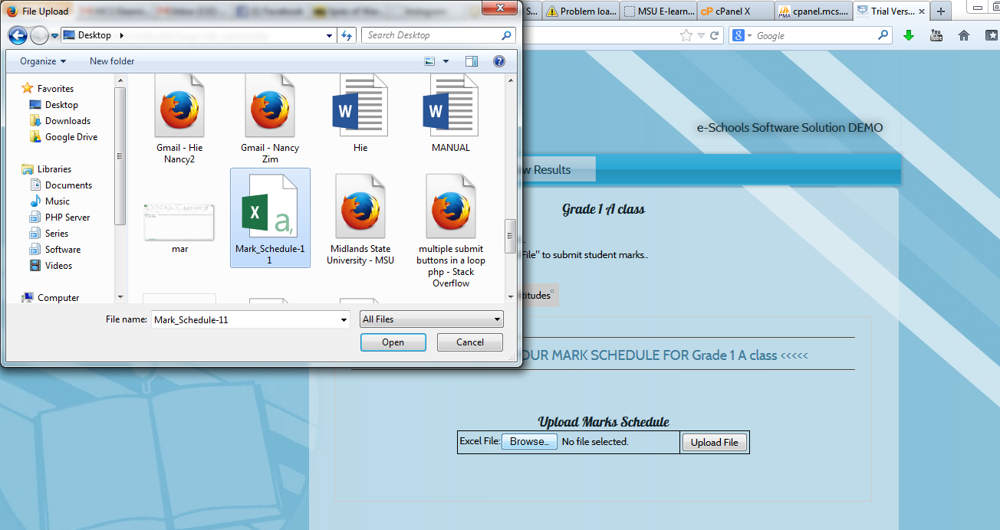 File Upload
S...
Problem loa...
MSU E-learn...
cPanel X
cpanel.mcs....
Trial Vers...
Desktop
Search Desktop
Google
Organize
New folder
Favorites
Desktop
Downloads
Google Drive
Libraries
Documents
Music
PHP Server
Series
Software
Videos
Computer
Gmail - Hie
Nancy2
Gmail - Nancy
Zim
Hie
MANUAL
mar
Mark_Schedule-1
1
Midlands State
University - MSU
multiple submit
buttons in a loop
php - Stack
Overflow
File name:
Mark_Schedule-11
All Files
Open
Cancel
e-Schools Software Solution DEMO
w Results
Grade 1 A class
File" to submit student marks..
titudes
OUR MARK SCHEDULE FOR Grade 1 A class <<<<<
Upload Marks Schedule
Excel File: Browse... No file selected. Upload File